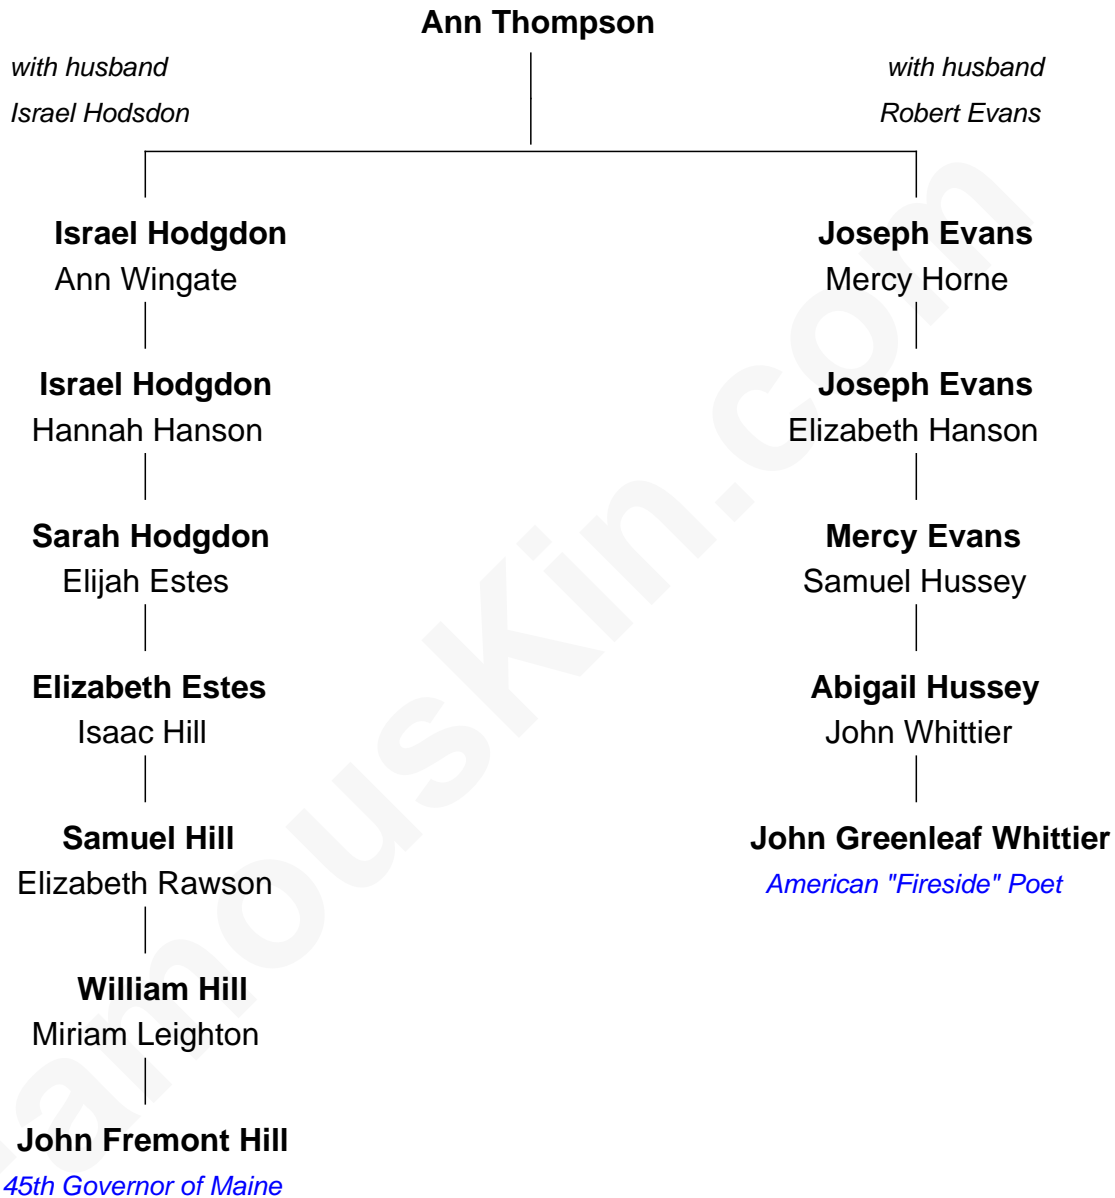 Ann Thompson
with husband
Israel Hodsdon
with husband
Robert Evans
Israel Hodgdon
Ann Wingate
Joseph Evans
Mercy Horne
Israel Hodgdon
Hannah Hanson
Joseph Evans
Elizabeth Hanson
Sarah Hodgdon
Elijah Estes
Mercy Evans
Samuel Hussey
Elizabeth Estes
Isaac Hill
Abigail Hussey
John Whittier
Samuel Hill
Elizabeth Rawson
John Greenleaf Whittier
American "Fireside" Poet
William Hill
Miriam Leighton
John Fremont Hill
45th Governor of Maine
FamousKin.com